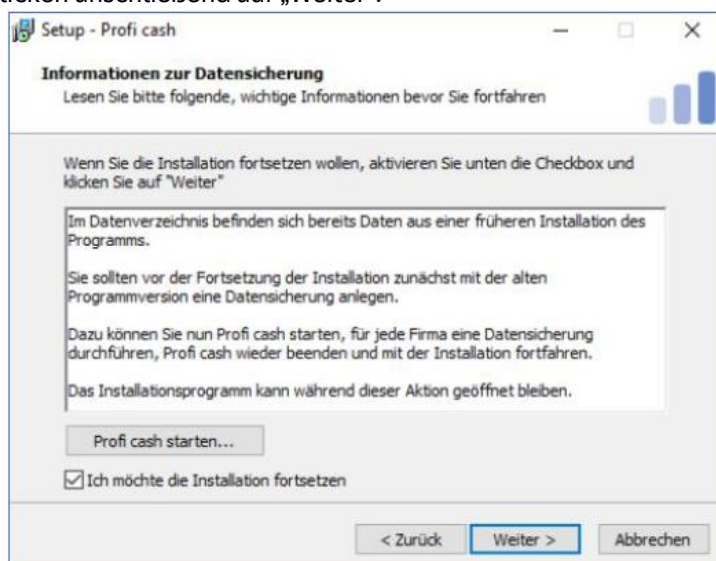 anschließend auf „Weiter“.
Setup - Profi cash
Informationen zur Datensicherung
Lesen Sie bitte folgende, wichtige Informationen bevor Sie fortfahren
Wenn Sie die Installation fortsetzen wollen, aktivieren Sie unten die Checkbox und
klicken Sie auf "Weiter"
Im Datenverzeichnis befinden sich bereits Daten aus einer früheren Installation des
Programms.
Sie sollten vor der Fortsetzung der Installation zunächst mit der alten
Programmversion eine Datensicherung anlegen.
Dazu können Sie nun Profi cash starten, für jede Firma eine Datensicherung
durchführen, Profi cash wieder beenden und mit der Installation fortfahren.
Das Installationsprogramm kann während dieser Aktion geöffnet bleiben.
Profi cash starten...
Ich möchte die Installation fortsetzen
< Zurück
Weiter >
Abbrechen